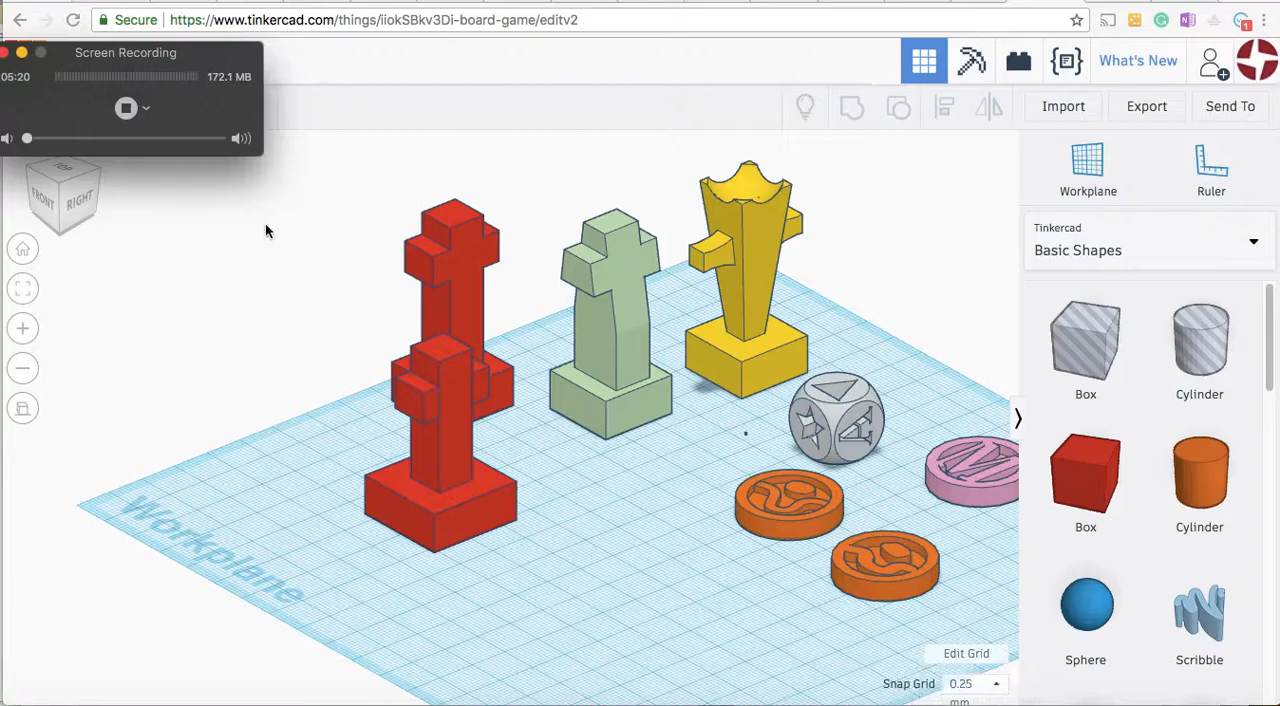 Secure
https://www.tinkercad.com/things/iiokSBkv3Di-board-game/editv2
1
Screen Recording
05:20
172.1 MB
What's New
Import
Export
Send To
TOP
FRONT
RIGHT
Workplane
Ruler
Tinkercad
Basic Shapes
Box
Cylinder
Box
Cylinder
Sphere
Scribble
A
M
Workplane
Edit Grid
Snap Grid
0.25
mm